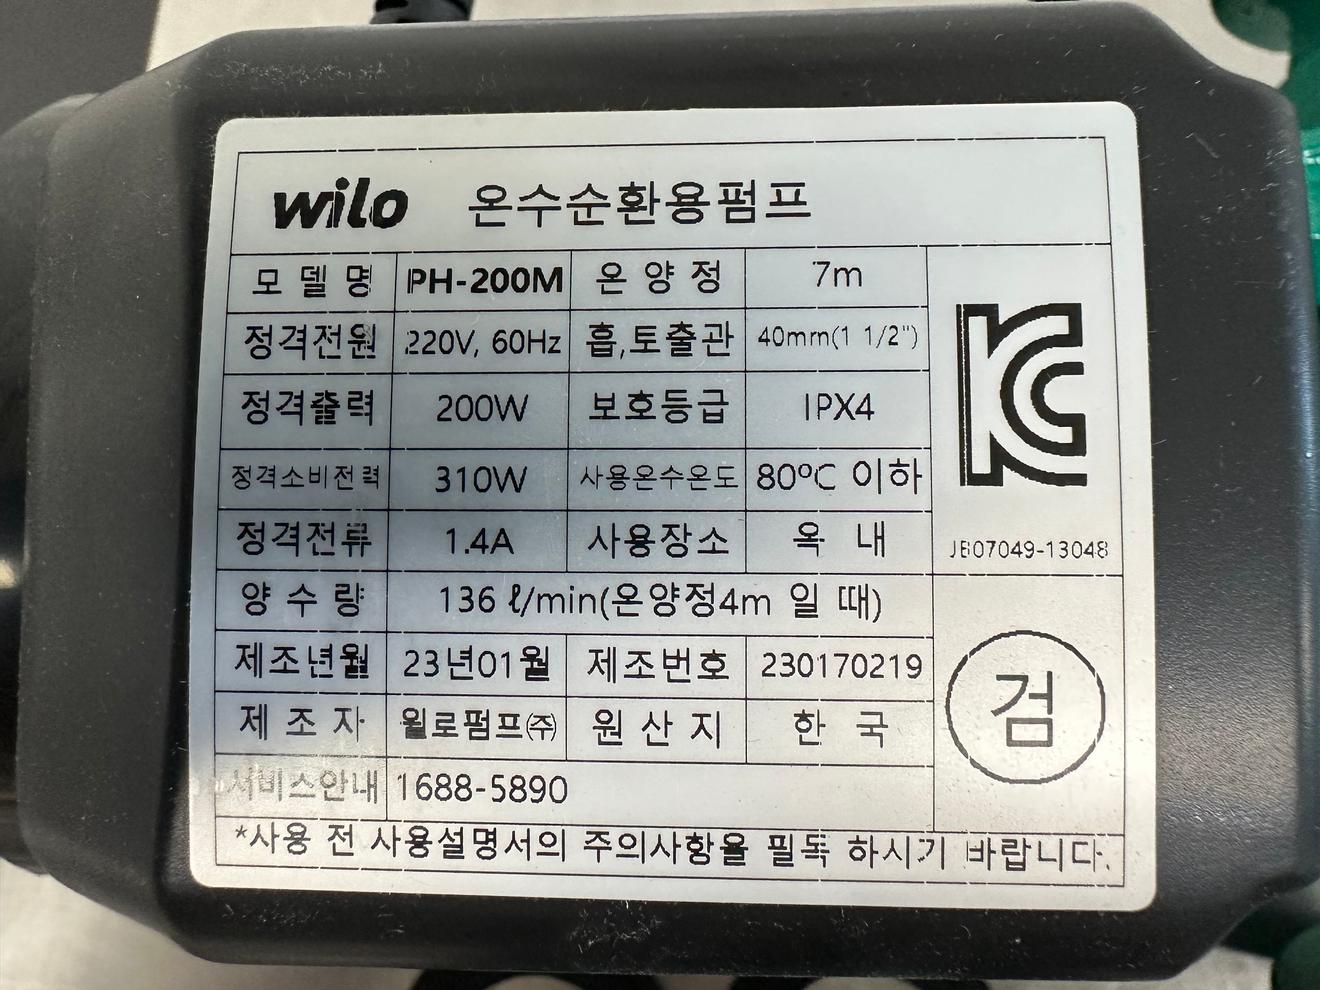 wilo 온수순환용펌프
모델명 PH-200M 온양정 7m
정격전원 220V, 60Hz 흡,토출관 40mm(1 1/2")
정격출력 200W 보호등급 IPX4
정격소비전력 310W 사용온수온도 80℃ 이하
정격전류 1.4A 사용장소 옥 내
JB07049-13048
양수량 136 ℓ/min(온양정4m 일 때)
제조년월 23년01월 제조번호 230170219
검
제조자 윌로펌프㈜ 원산지 한 국
서비스안내 1688-5890
*사용 전 사용설명서의 주의사항을 필독 하시기 바랍니다.